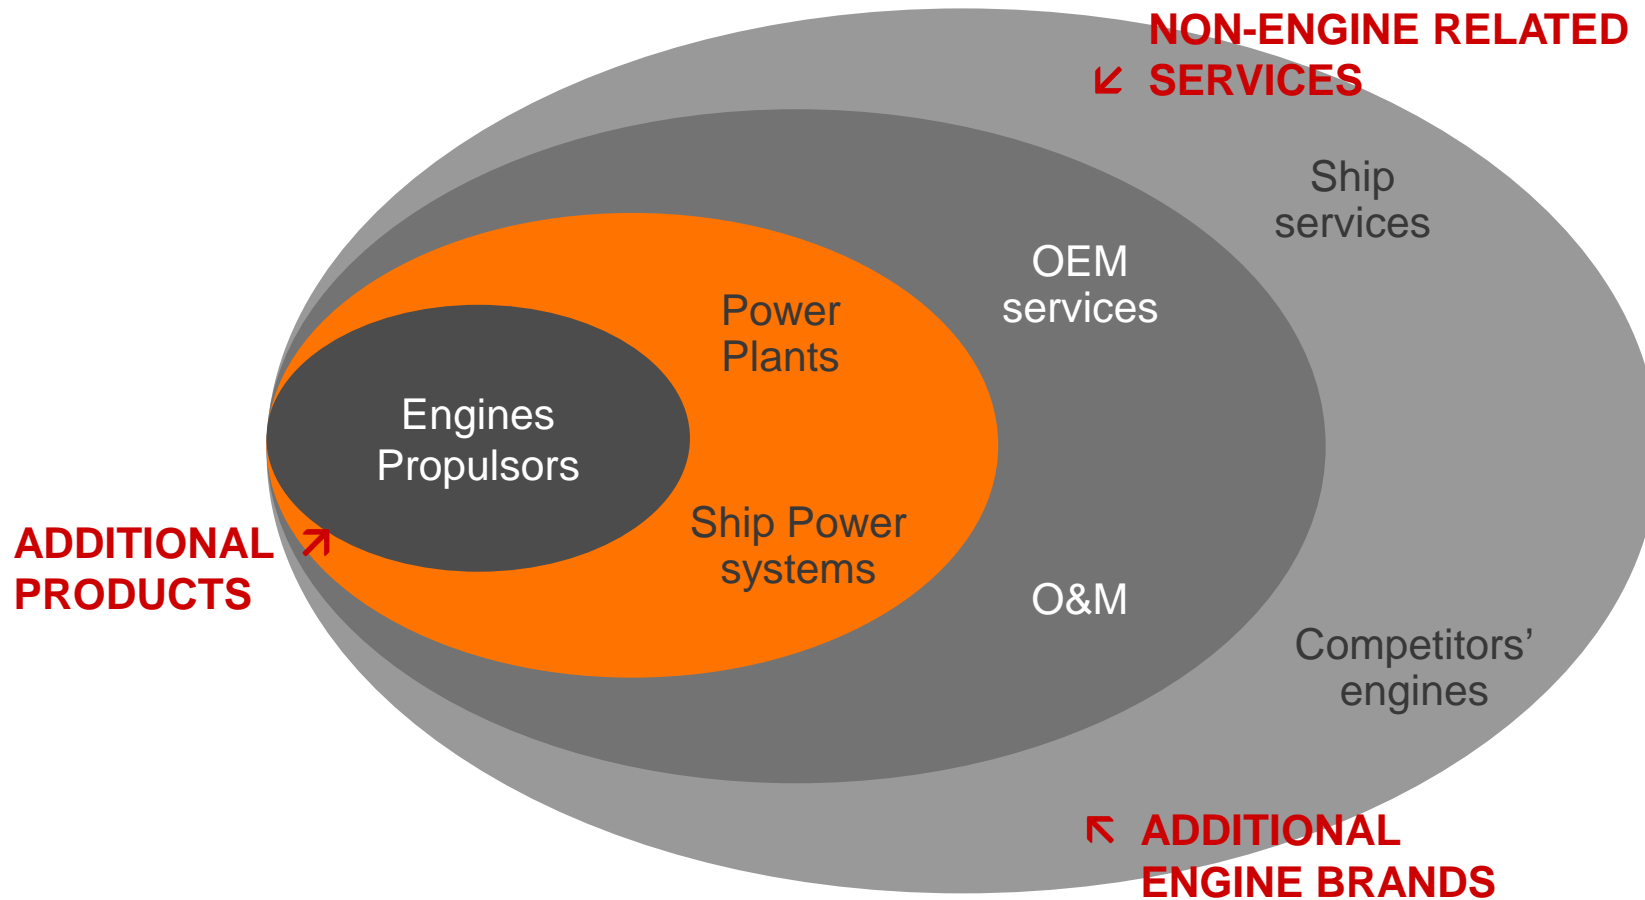 NON-ENGINE RELATED
SERVICES
Ship
services
OEM
services
Power
Plants
Engines
Propulsors
Ship Power
systems
ADDITIONAL
PRODUCTS
O&M
Competitors’
engines
ADDITIONAL
ENGINE BRANDS